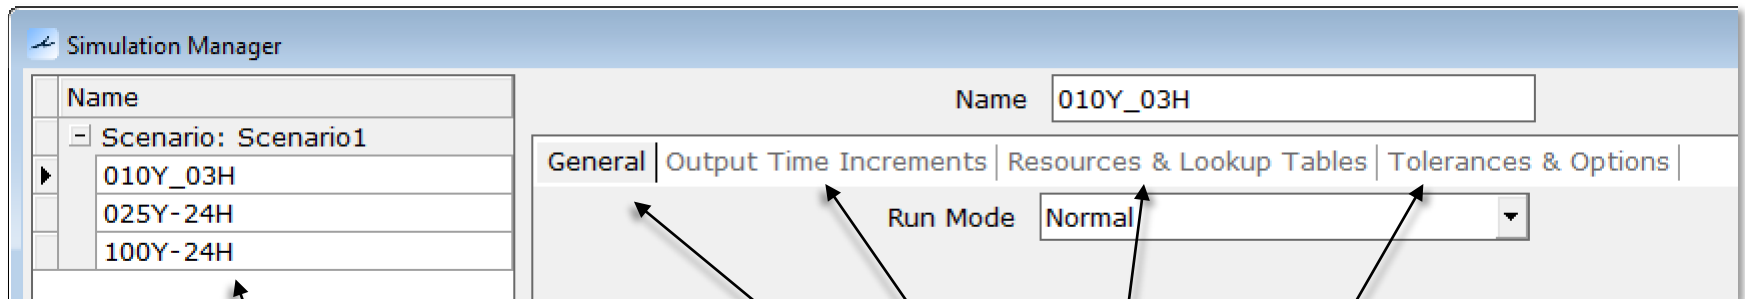 Simulation Manager
Name
Scenario: Scenario1
010Y_03H
025Y-24H
100Y-24H
Name 010Y_03H
General Output Time Increments Resources & Lookup Tables Tolerances & Options
Run Mode Normal